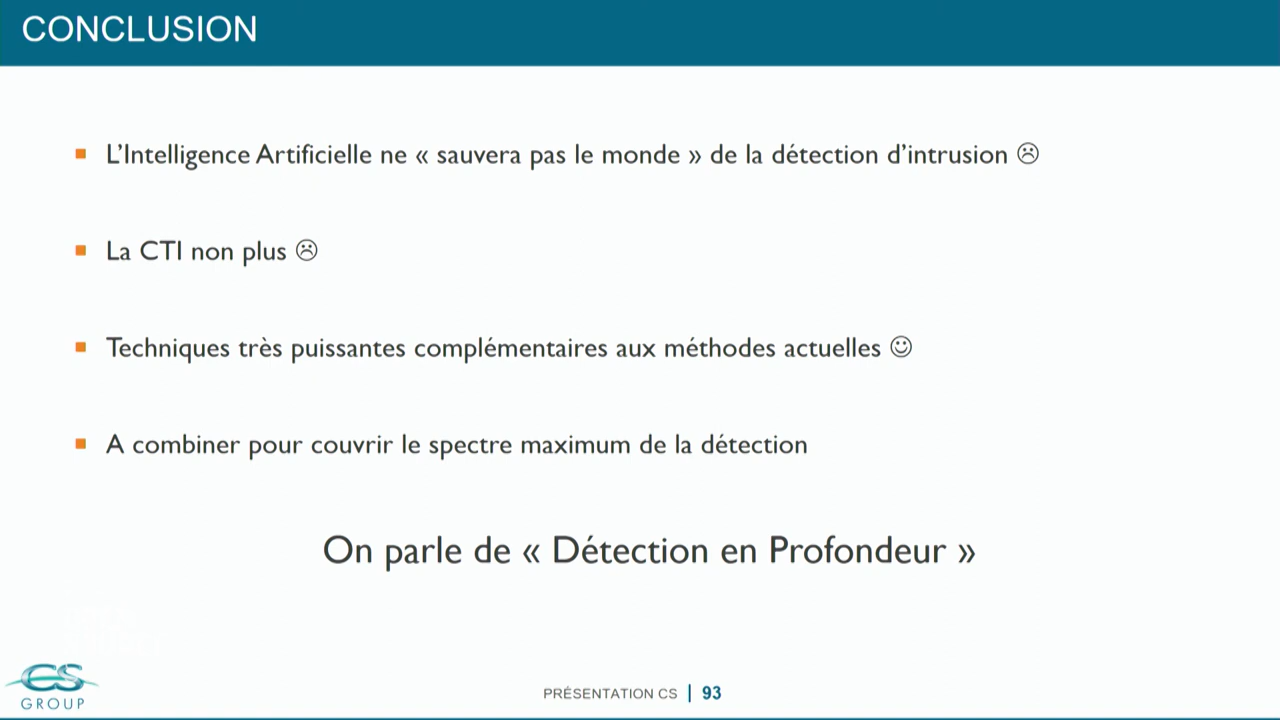 CONCLUSION
L'Intelligence Artificielle ne « sauvera pas le monde » de la détection d'intrusion ☹
La CTI non plus ☹
Techniques très puissantes complémentaires aux méthodes actuelles ☺
A combiner pour couvrir le spectre maximum de la détection
On parle de « Détection en Profondeur »
CS
GROUP
PRÉSENTATION CS | 93